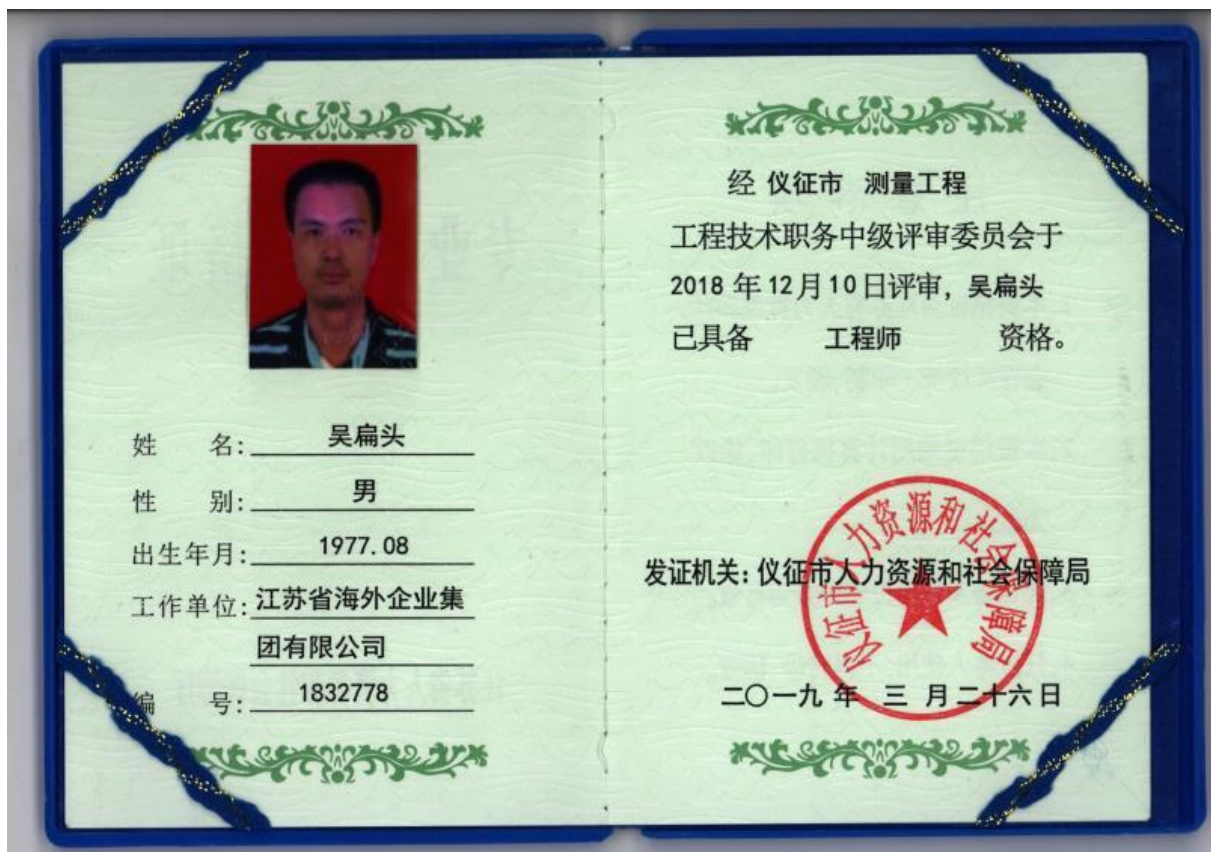 姓 名: 吴扁头
性 别: 男
出生年月: 1977.08
工作单位: 江苏省海外企业集
团有限公司
编 号: 1832778
经 仪征市 测量工程
工程技术职务中级评审委员会于
2018 年 12 月 10 日评审, 吴扁头
已具备 工程师 资格。
发证机关: 仪征市人力资源和社会保障局
仪征市人力资源和社会保障局
二〇一九 年 三 月 二十六 日